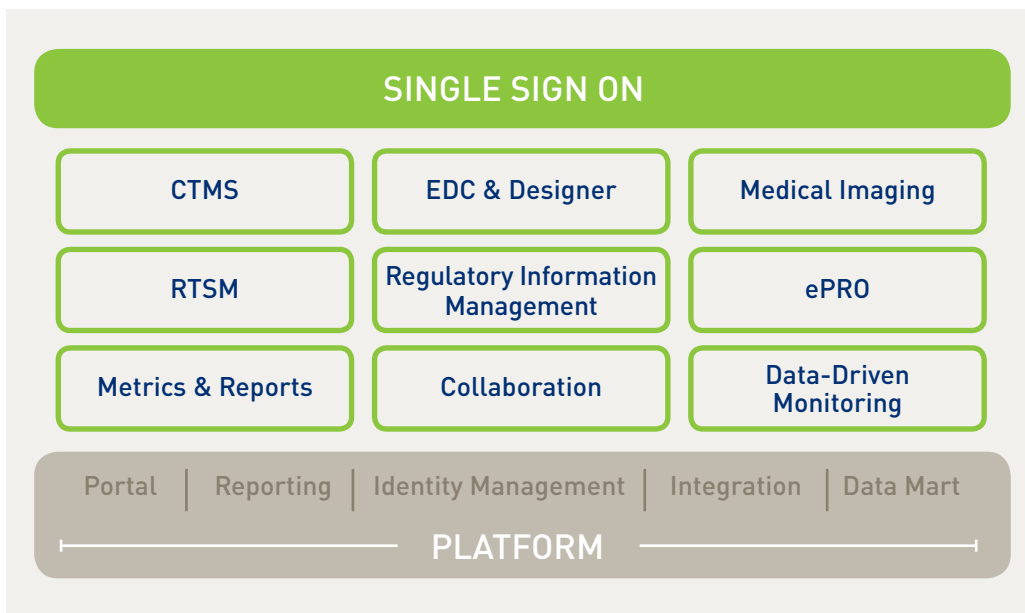 SINGLE SIGN ON
CTMS
EDC & Designer
Medical Imaging
RTSM
Regulatory Information
Management
ePRO
Metrics & Reports
Collaboration
Data-Driven
Monitoring
Portal
Reporting
Identity Management
Integration
Data Mart
PLATFORM